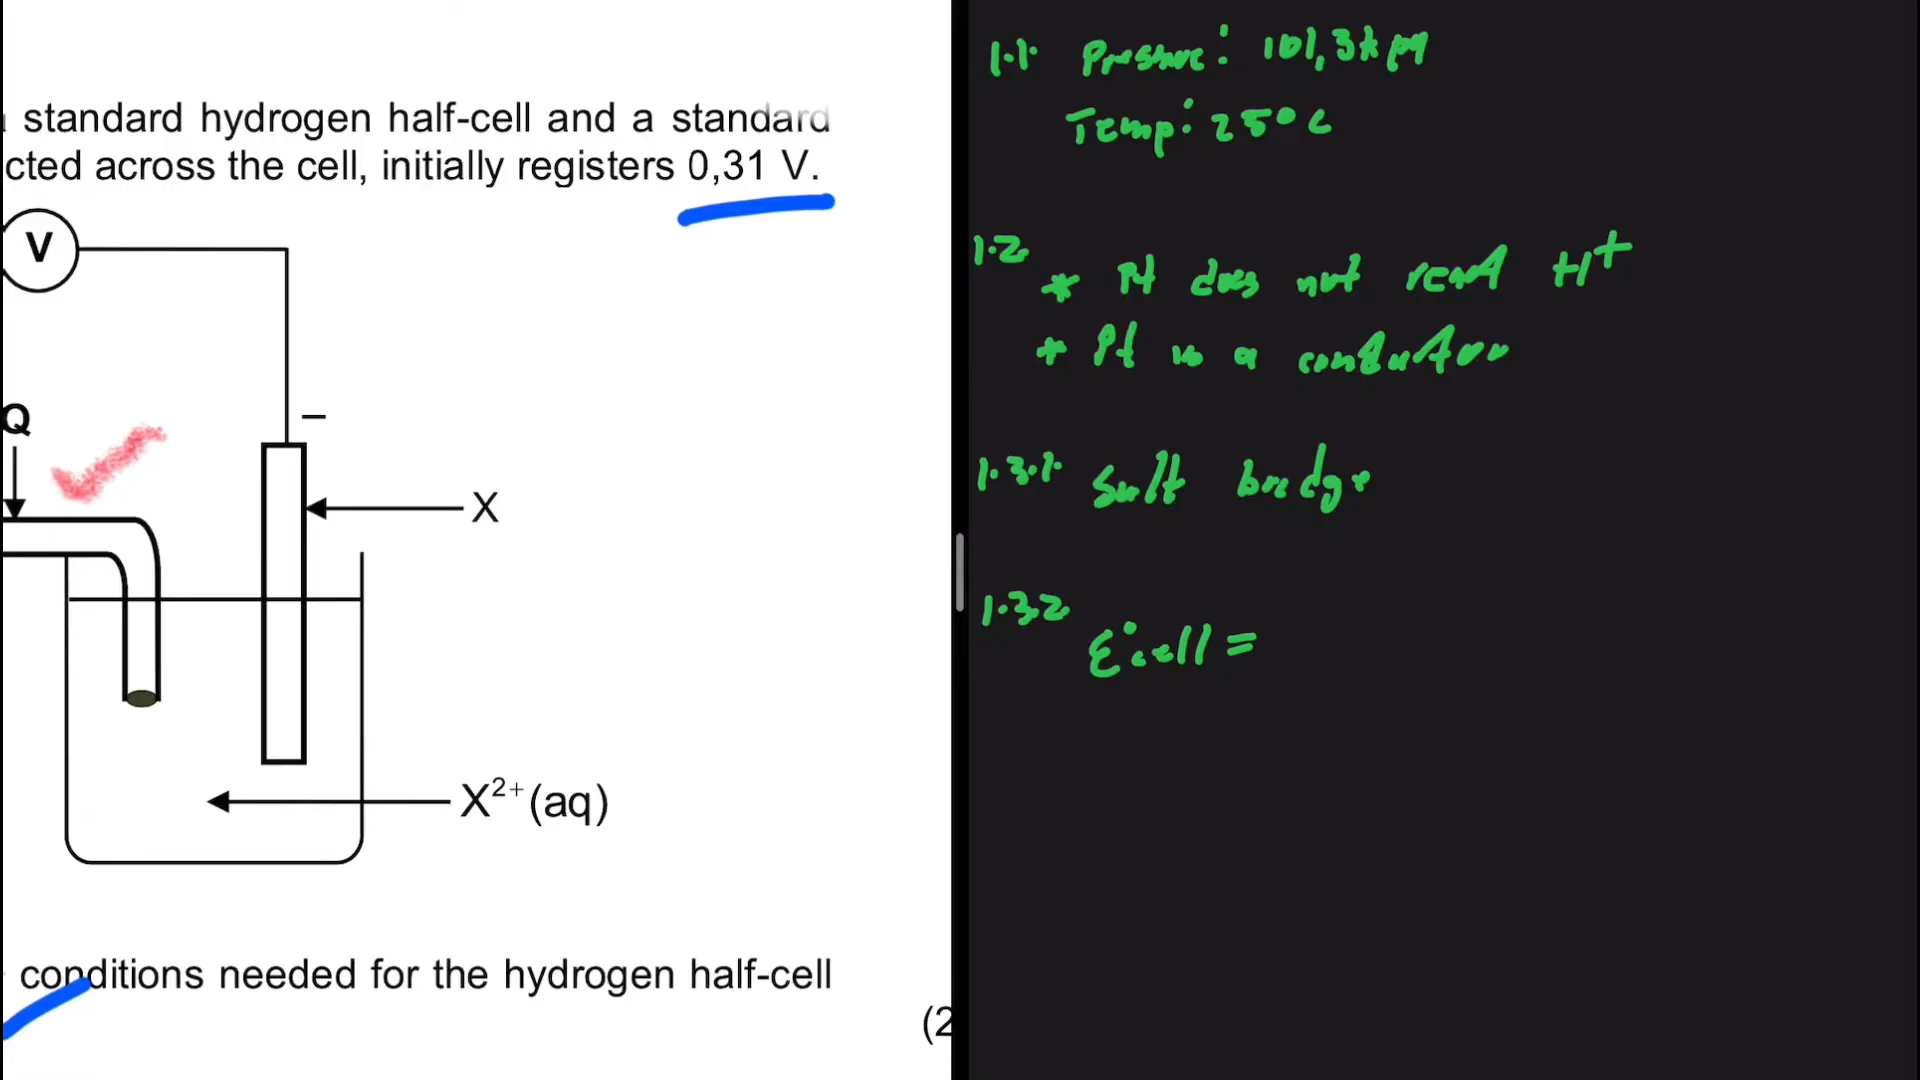 standard hydrogen half-cell and a standard
cted across the cell, initially registers 0,31 V.
V
Q
–
X
X²⁺(aq)
conditions needed for the hydrogen half-cell
(2
1.1. Pressure: 101,3kpa
Temp: 25°c
1.2
* Pt does not react H⁺
* Pt is a conductor
1.3.1. Salt bridge
1.3.2
E°cell =